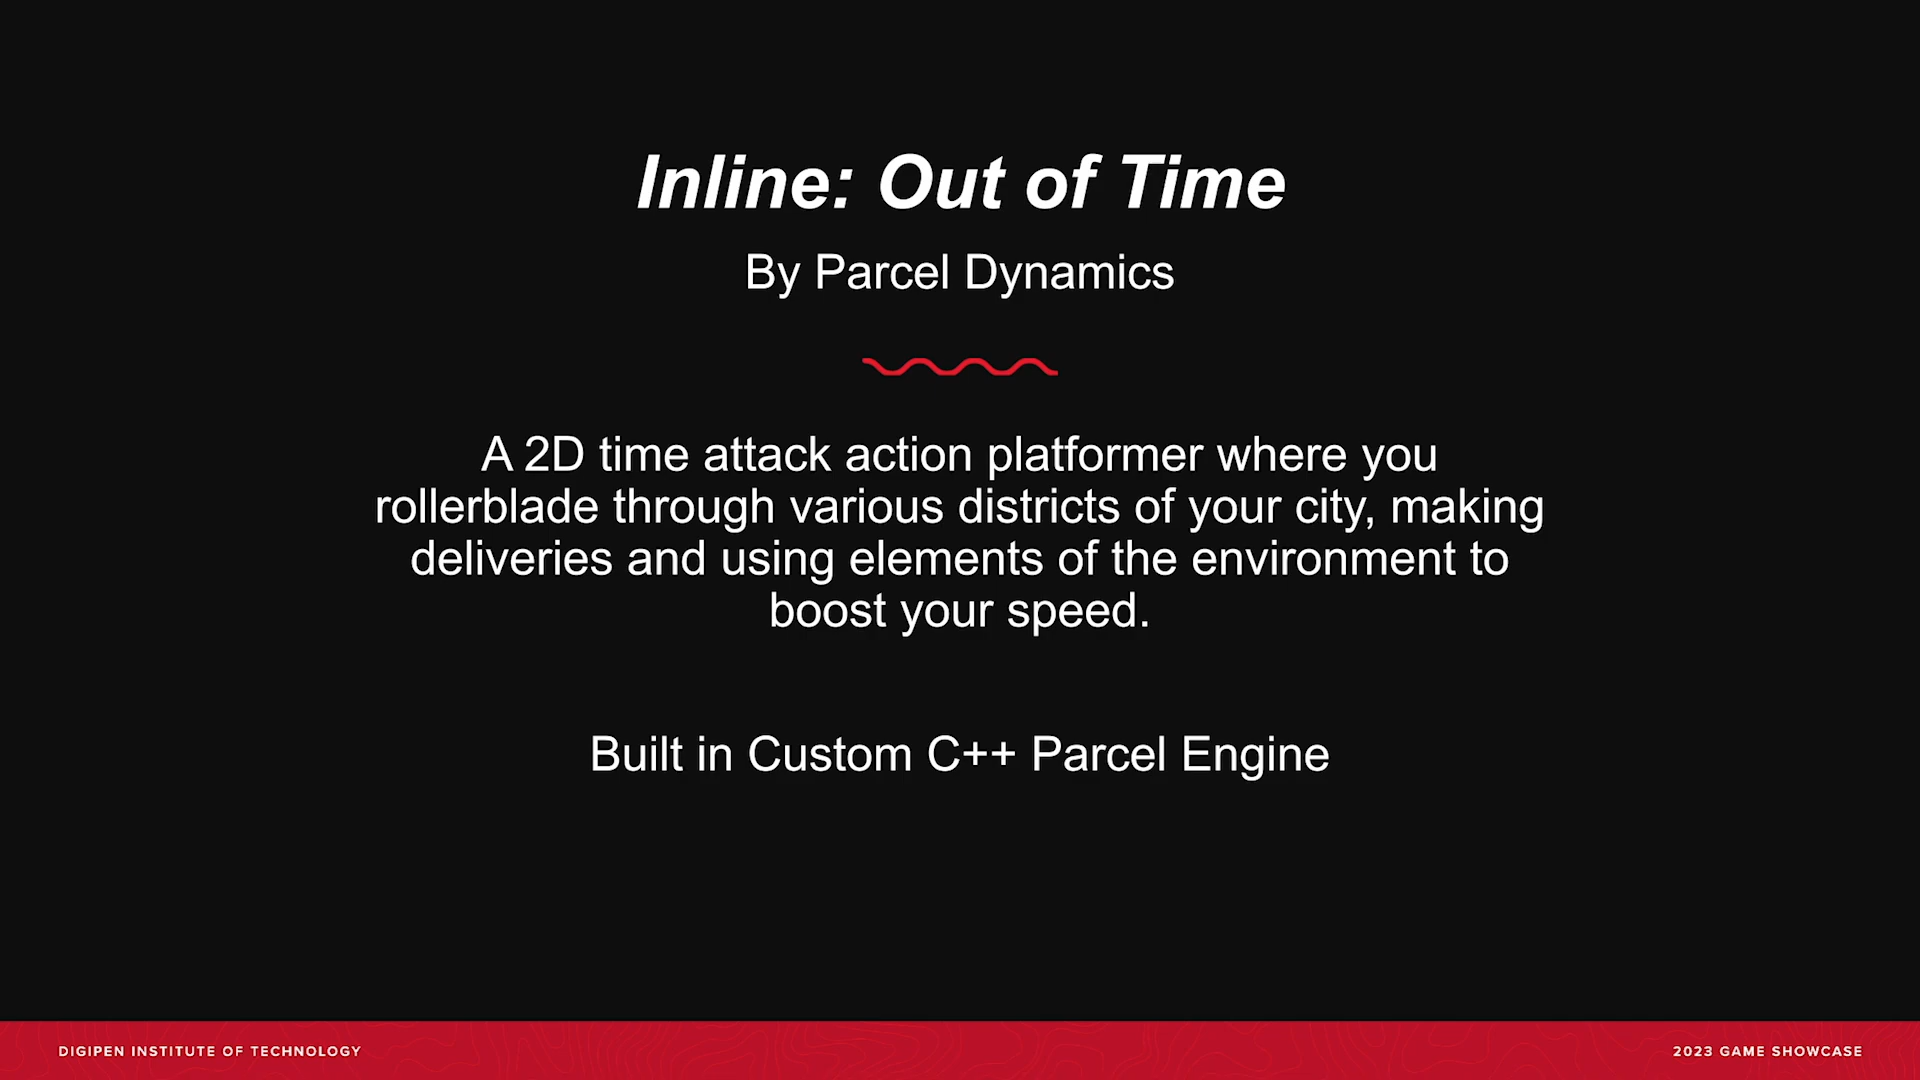 Inline: Out of Time
By Parcel Dynamics
A 2D time attack action platformer where you
rollerblade through various districts of your city, making
deliveries and using elements of the environment to
boost your speed.
Built in Custom C++ Parcel Engine
DIGIPEN INSTITUTE OF TECHNOLOGY
2023 GAME SHOWCASE